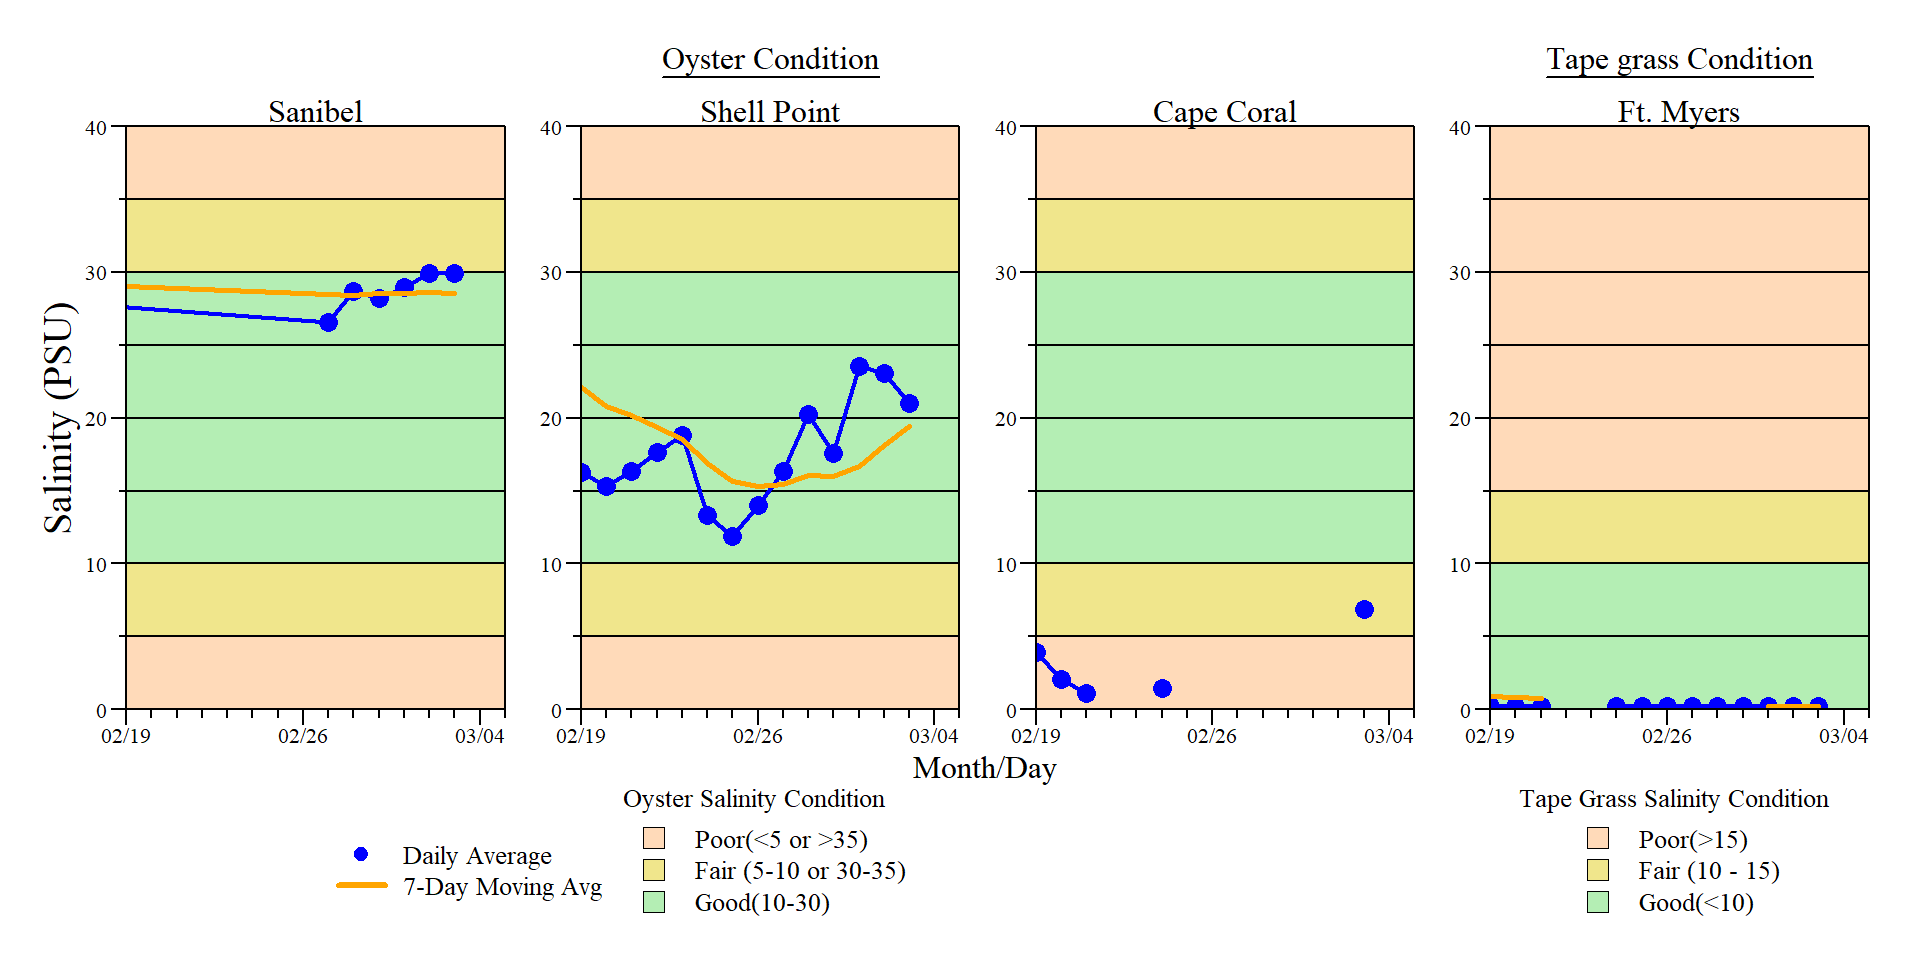 Oyster Condition
Tape grass Condition
Sanibel
Shell Point
Cape Coral
Ft. Myers
Salinity (PSU)
40
30
20
10
0
02/19
02/26
03/04
40
30
20
10
0
02/19
02/26
03/04
40
30
20
10
0
02/19
02/26
03/04
40
30
20
10
0
02/19
02/26
03/04
Month/Day
Daily Average
7-Day Moving Avg
Oyster Salinity Condition
Poor(<5 or >35)
Fair (5-10 or 30-35)
Good(10-30)
Tape Grass Salinity Condition
Poor(>15)
Fair (10 - 15)
Good(<10)